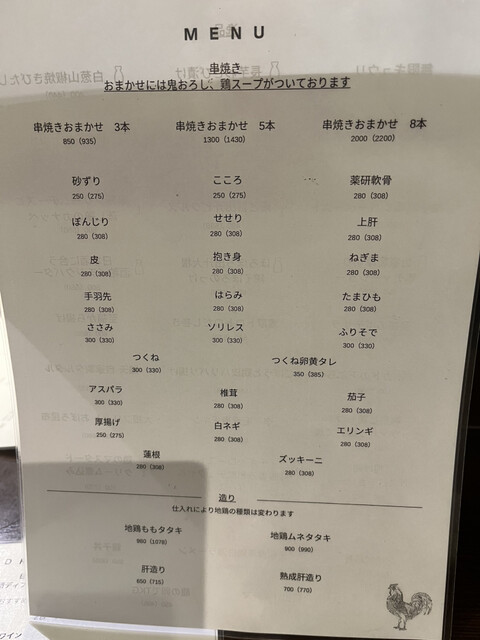 MENU
串焼き
おまかせには鬼おろし、鶏スープがついております
串焼きおまかせ 3本 串焼きおまかせ 5本 串焼きおまかせ 8本
850 (935) 1300 (1430) 2000 (2200)
砂ずり こころ 薬研軟骨
250 (275) 250 (275) 280 (308)
ぼんじり せせり 上肝
280 (308) 280 (308) 280 (308)
皮 抱き身 ねぎま
280 (308) 280 (308) 280 (308)
手羽先 はらみ たまひも
280 (308) 280 (308) 280 (308)
ささみ ソリレス ふりそで
300 (330) 300 (330) 300 (330)
つくね つくね卵黄タレ
300 (330) 350 (385)
アスパラ 椎茸 茄子
300 (330) 280 (308) 280 (308)
厚揚げ 白ネギ エリンギ
250 (275) 280 (308) 280 (308)
蓮根 ズッキーニ
280 (308) 280 (308)
造り
仕入れにより地鶏の種類は変わります
地鶏ももタタキ 地鶏ムネタタキ
980 (1078) 900 (990)
肝造り 熟成肝造り
650 (715) 700 (770)
ワイン